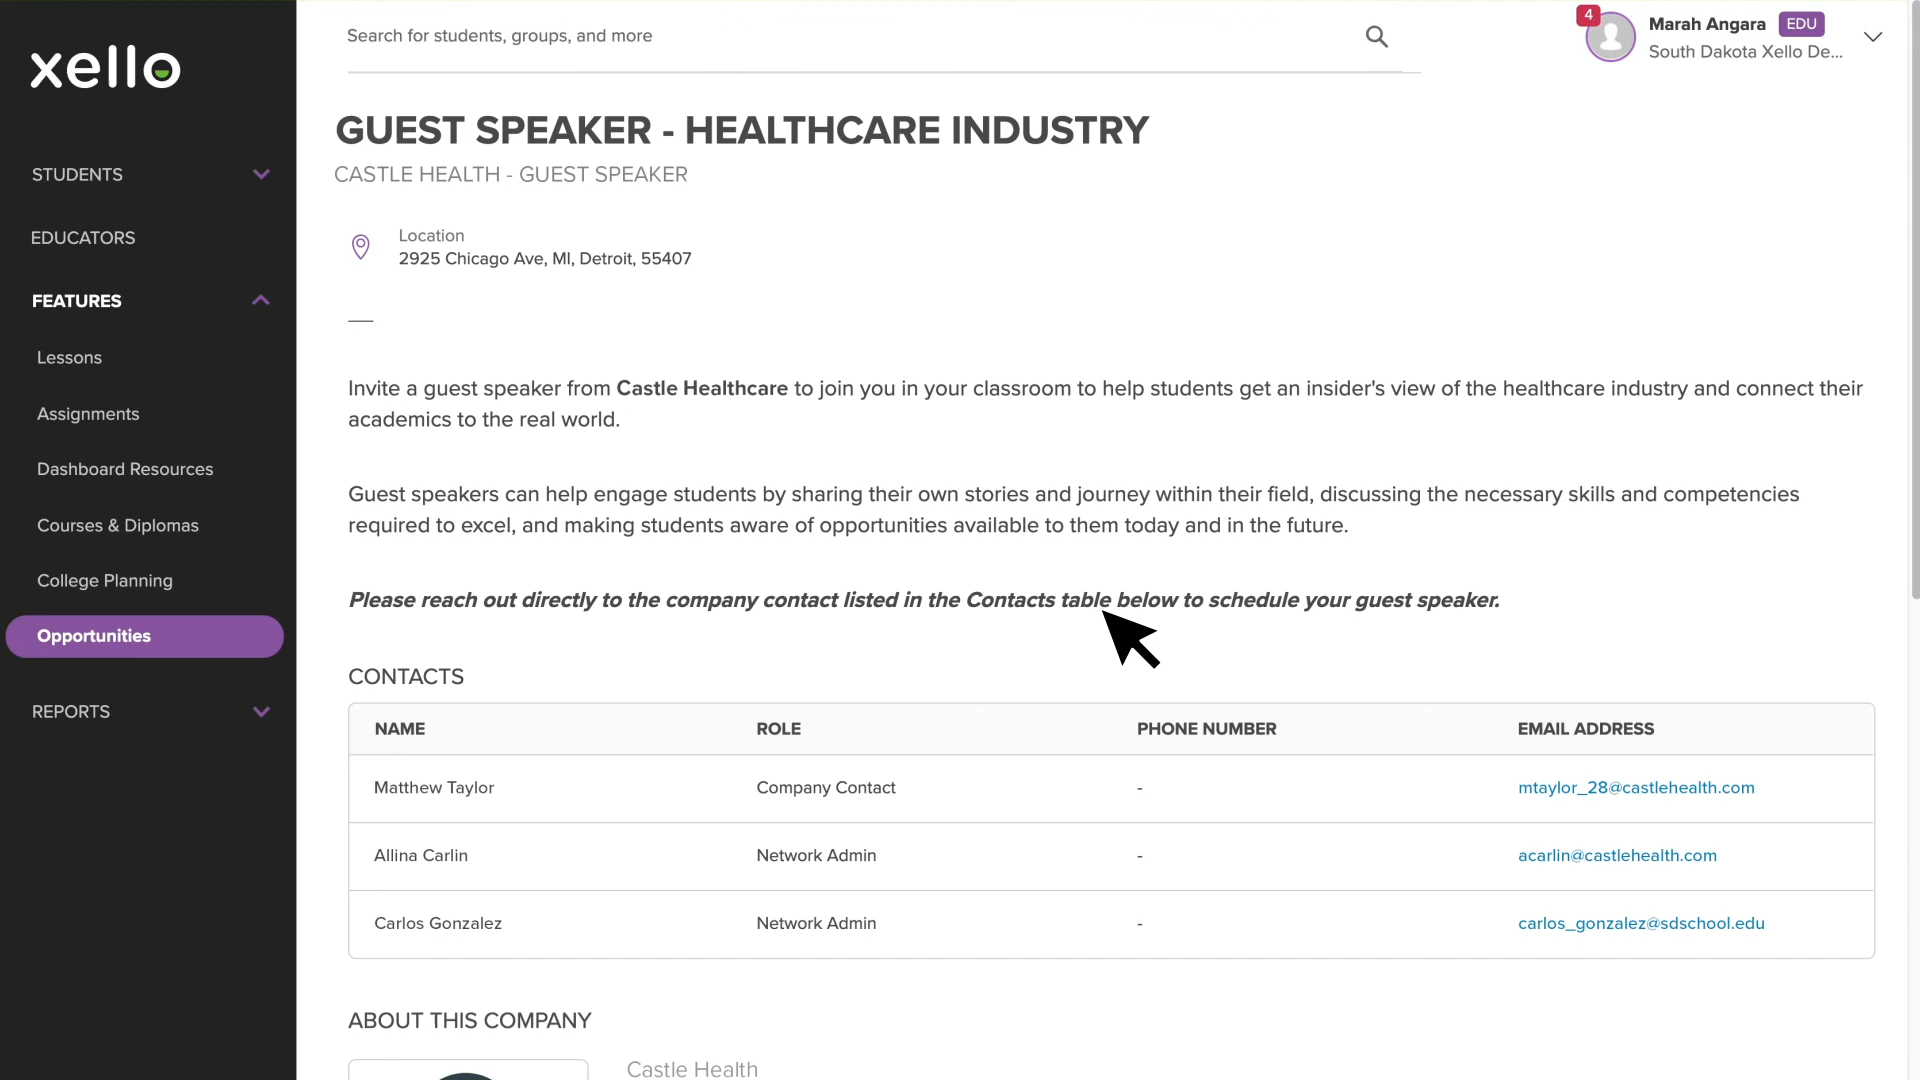 xello
Search for students, groups, and more
4
Marah Angara EDU
South Dakota Xello De...
STUDENTS
EDUCATORS
FEATURES
Lessons
Assignments
Dashboard Resources
Courses & Diplomas
College Planning
Opportunities
REPORTS
GUEST SPEAKER - HEALTHCARE INDUSTRY
CASTLE HEALTH - GUEST SPEAKER
Location
2925 Chicago Ave, MI, Detroit, 55407
Invite a guest speaker from Castle Healthcare to join you in your classroom to help students get an insider's view of the healthcare industry and connect their
academics to the real world.
Guest speakers can help engage students by sharing their own stories and journey within their field, discussing the necessary skills and competencies
required to excel, and making students aware of opportunities available to them today and in the future.
Please reach out directly to the company contact listed in the Contacts table below to schedule your guest speaker.
CONTACTS
NAME ROLE PHONE NUMBER EMAIL ADDRESS
Matthew Taylor Company Contact - mtaylor_28@castlehealth.com
Allina Carlin Network Admin - acarlin@castlehealth.com
Carlos Gonzalez Network Admin - carlos_gonzalez@sdschool.edu
ABOUT THIS COMPANY
Castle Health